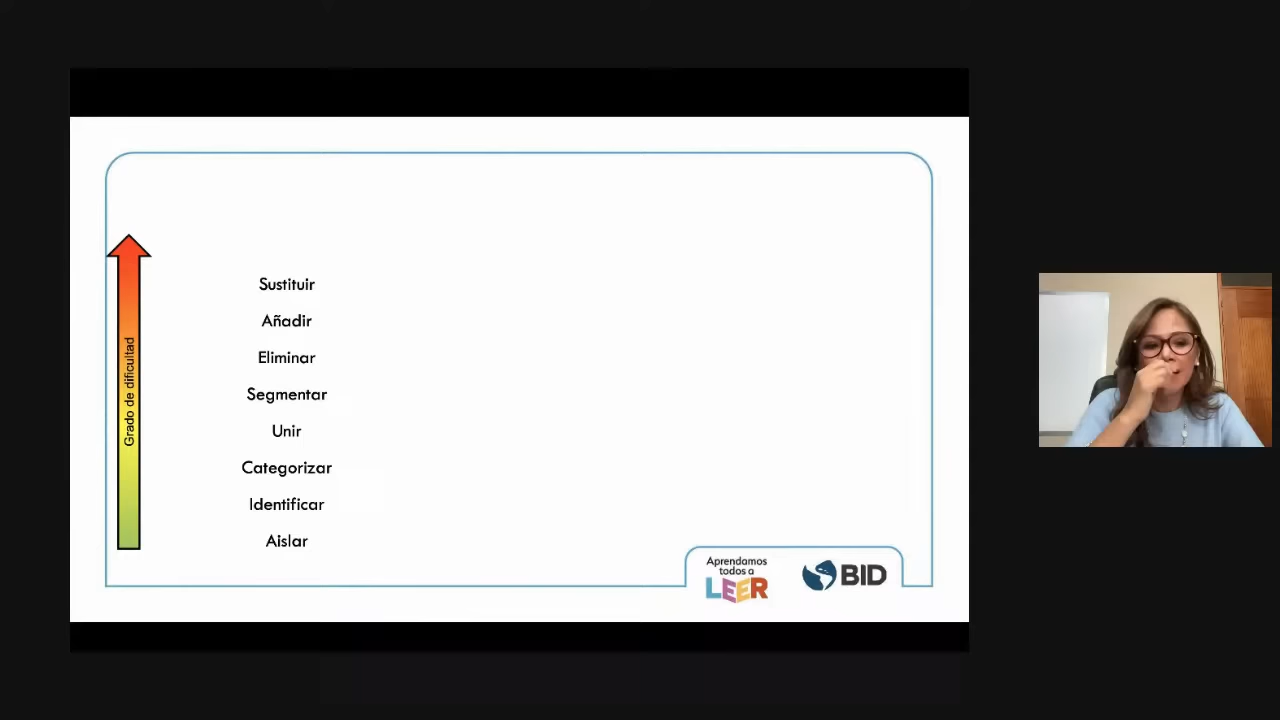 Sustituir
Añadir
Eliminar
Segmentar
Unir
Categorizar
Identificar
Aislar
Grado de dificultad
Aprendamos
todos a
LEER
BID